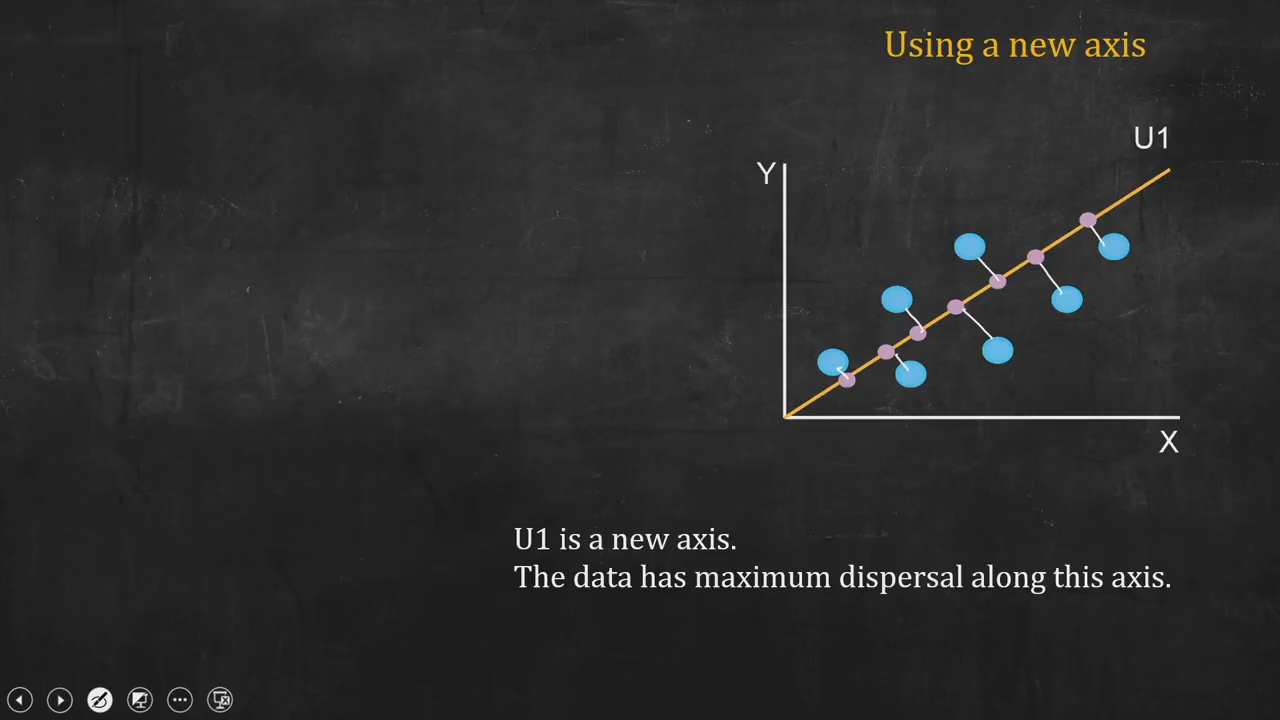 Using a new axis
U1
Y
X
U1 is a new axis.
The data has maximum dispersal along this axis.